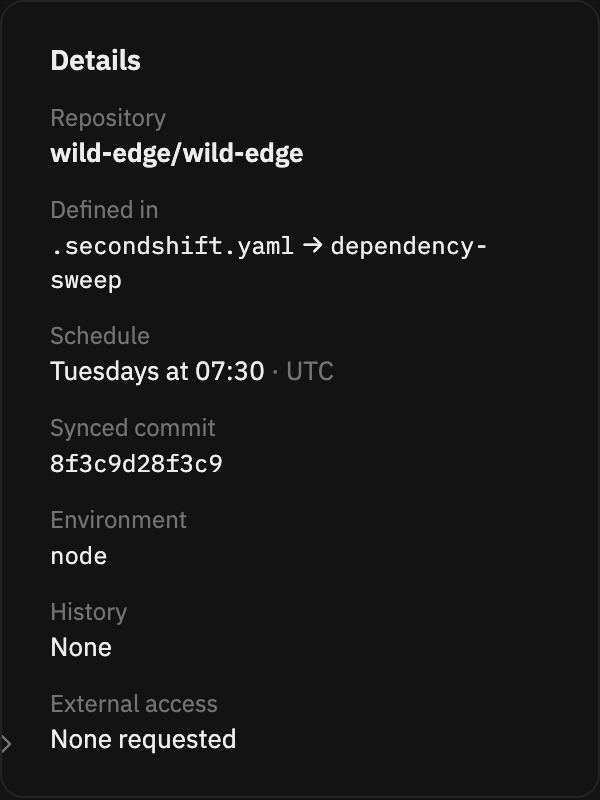 Details
Repository
wild-edge/wild-edge
Defined in
.secondshift.yaml → dependency-
sweep
Schedule
Tuesdays at 07:30 · UTC
Synced commit
8f3c9d28f3c9
Environment
node
History
None
External access
None requested